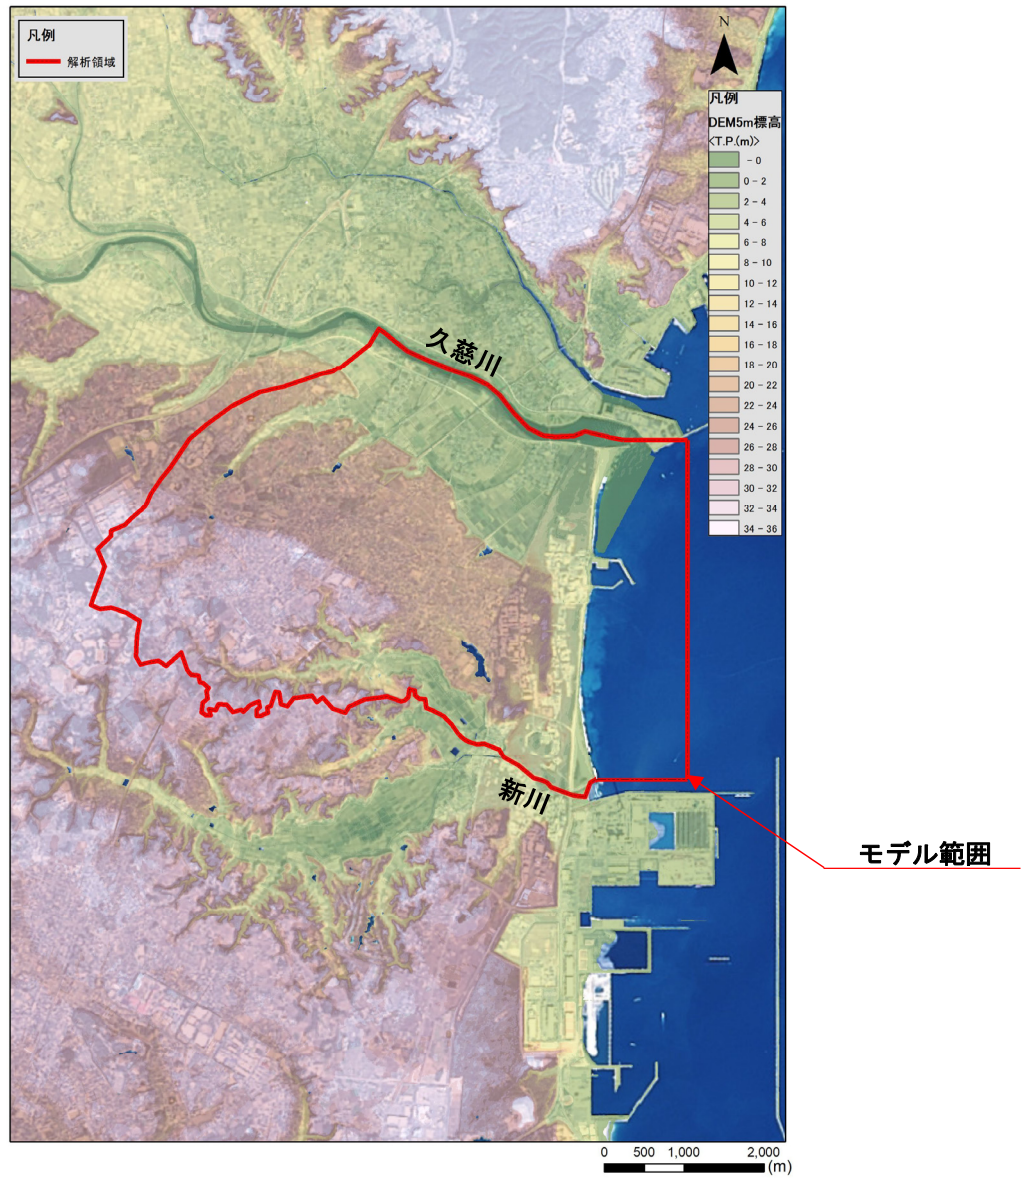 凡例
解析領域
N
凡例
DEM5m標高
<T.P.(m)>
- 0
0 - 2
2 - 4
4 - 6
6 - 8
8 - 10
10 - 12
12 - 14
14 - 16
16 - 18
18 - 20
20 - 22
22 - 24
24 - 26
26 - 28
28 - 30
30 - 32
32 - 34
34 - 36
久慈川
新川
モデル範囲
0 500 1,000 2,000
(m)